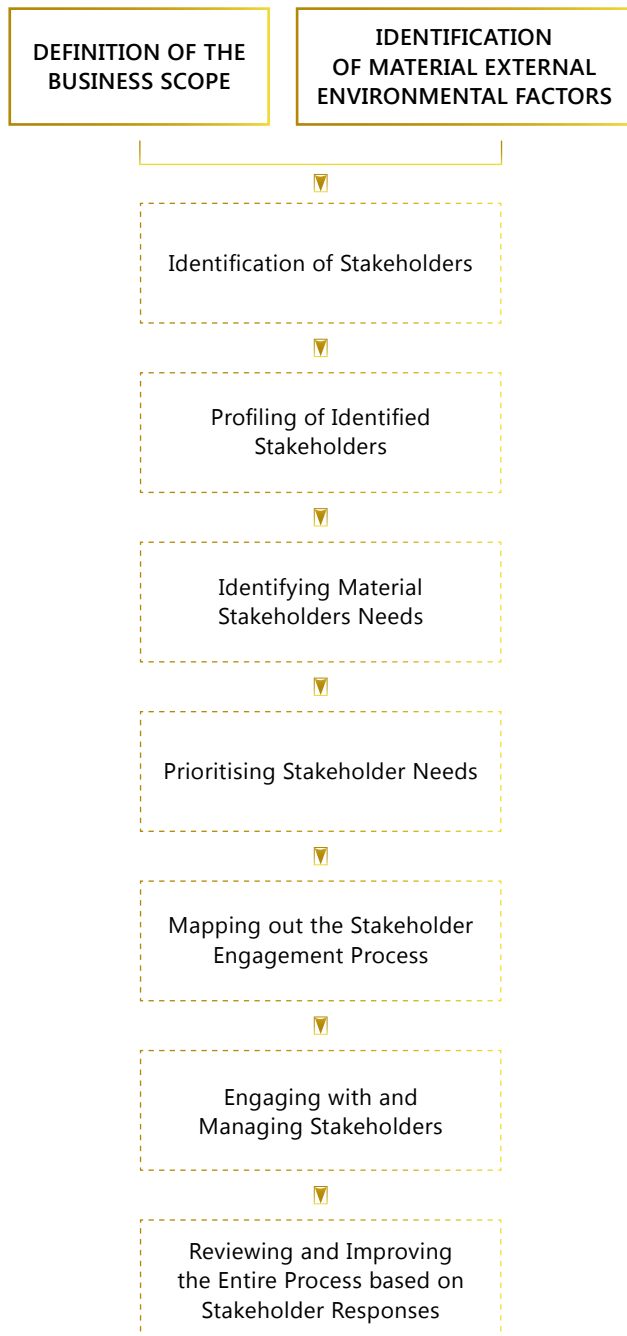 DEFINITION OF THE
BUSINESS SCOPE
IDENTIFICATION
OF MATERIAL EXTERNAL
ENVIRONMENTAL FACTORS
Identification of Stakeholders
Profiling of Identified
Stakeholders
Identifying Material
Stakeholders Needs
Prioritising Stakeholder Needs
Mapping out the Stakeholder
Engagement Process
Engaging with and
Managing Stakeholders
Reviewing and Improving
the Entire Process based on
Stakeholder Responses